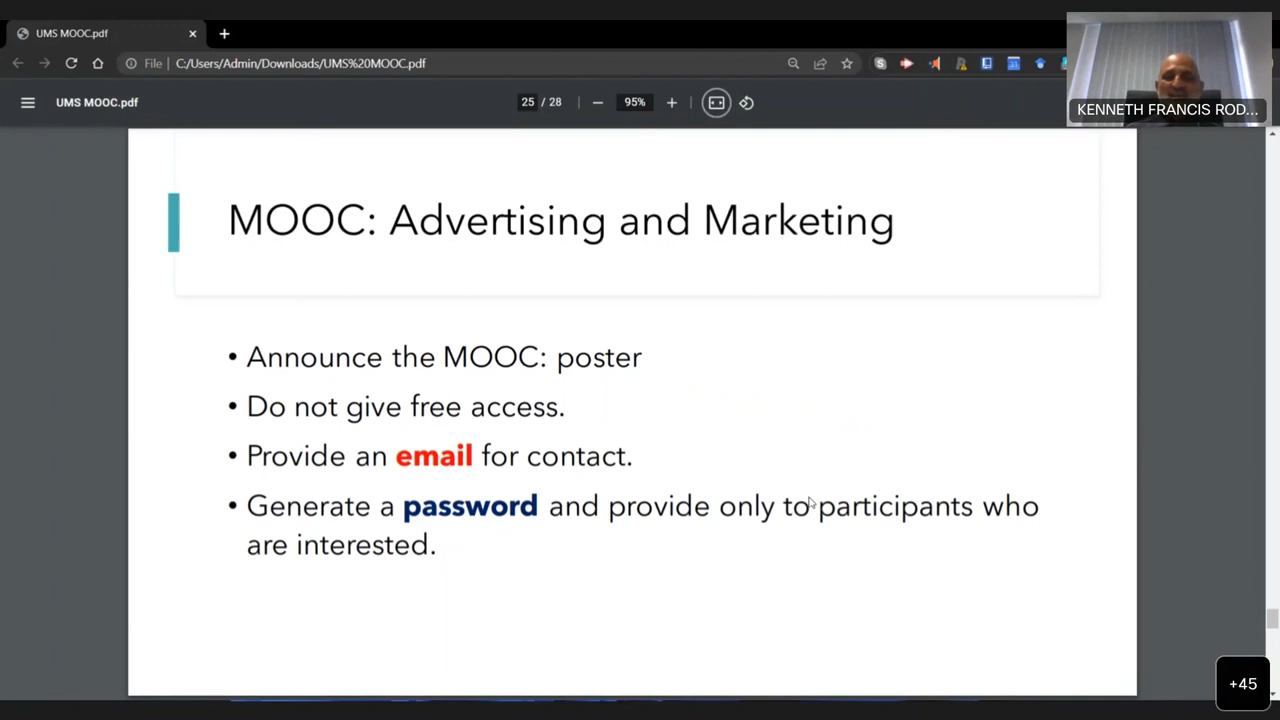 UMS MOOC.pdf
File
C:/Users/Admin/Downloads/UMS%20MOOC.pdf
UMS MOOC.pdf
25 / 28
95%
KENNETH FRANCIS ROD...
MOOC: Advertising and Marketing
• Announce the MOOC: poster
• Do not give free access.
• Provide an email for contact.
• Generate a password and provide only to participants who
are interested.
+45